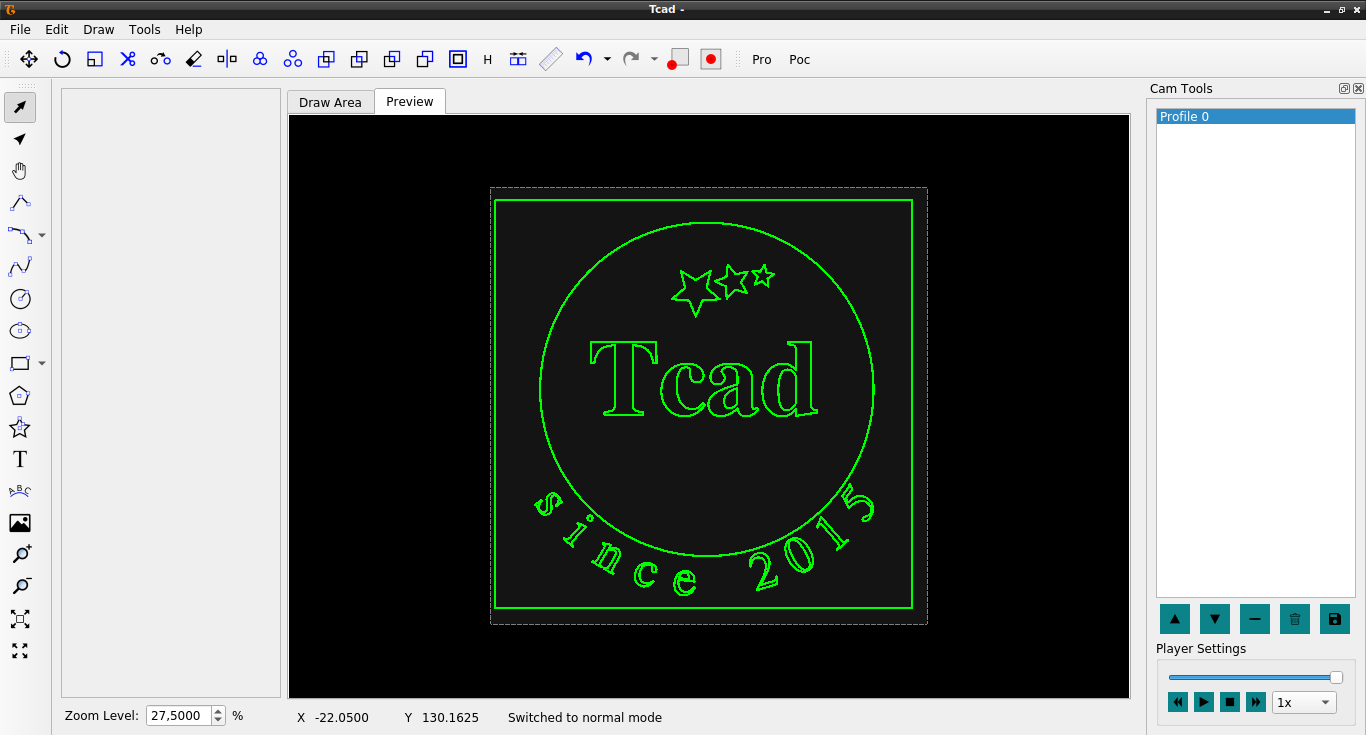 Tcad -
File Edit Draw Tools Help
H Pro Poc
Draw Area Preview
Tcad
since 2015
T
ABC
Cam Tools
Profile 0
Player Settings
1x
Zoom Level: 27,5000 %
X -22.0500 Y 130.1625 Switched to normal mode